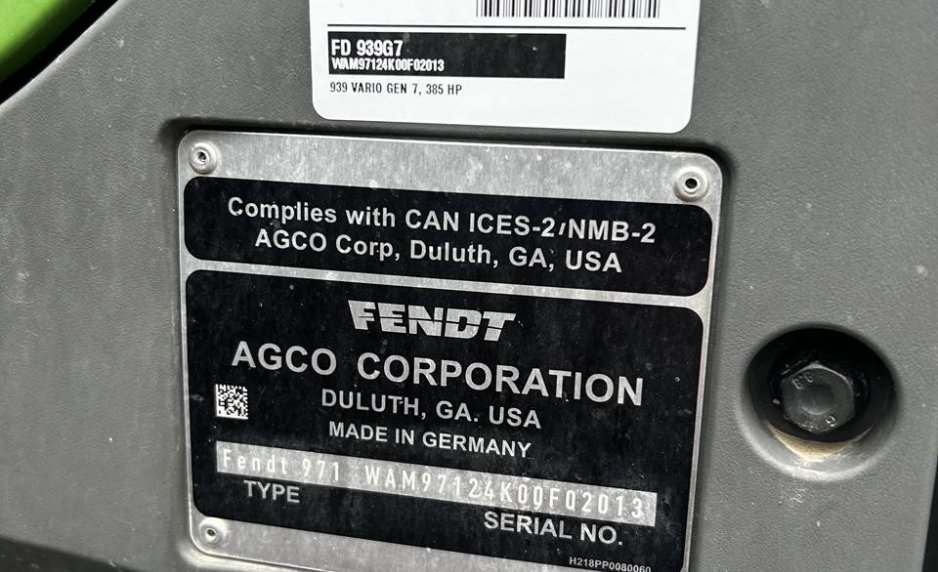 FD 939G7
WAM97124K00F02013
939 VARIO GEN 7, 385 HP
Complies with CAN ICES-2/NMB-2
AGCO Corp, Duluth, GA, USA
FENDT
AGCO CORPORATION
DULUTH, GA. USA
MADE IN GERMANY
Fendt 971 WAM97124K00F02013
TYPE
SERIAL NO.
H218PP0080060